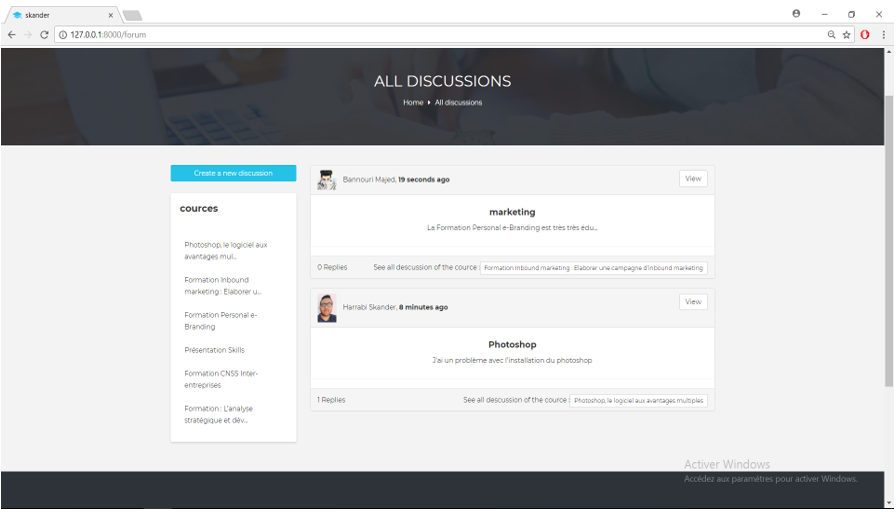 skander
127.0.0.1:8000/forum
ALL DISCUSSIONS
Home All discussions
Create a new discussion
cources
Photoshop, le logiciel aux
avantages mul...
Formation Inbound
marketing : Elaborer u...
Formation Personal e-
Branding
Présentation Skills
Formation CNSS Inter-
entreprises
Formation : L'analyse
stratégique et dév...
Bannouri Majed, 19 seconds ago
View
marketing
La Formation Personal e-Branding est très très édu...
0 Replies
See all descussion of the cource : Formation Inbound marketing : Elaborer une campagne d'inbound marketing
Harrabi Skander, 8 minutes ago
View
Photoshop
J'ai un problème avec l'installation du photoshop
1 Replies
See all descussion of the cource : Photoshop, le logiciel aux avantages multiples
Activer Windows
Accédez aux paramètres pour activer Windows.